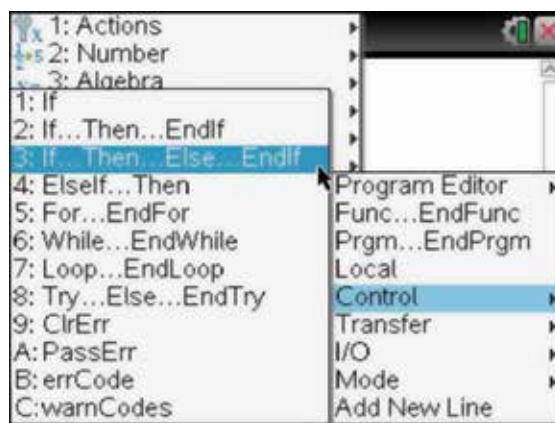 1: Actions
2: Number
3: Algebra
1: If
2: If...Then...EndIf
3: If...Then...Else...EndIf
4: ElseIf...Then
5: For...EndFor
6: While...EndWhile
7: Loop...EndLoop
8: Try...Else...EndTry
9: ClrErr
A: PassErr
B: errCode
C: warnCodes
Program Editor
Func...EndFunc
Prgm...EndPrgm
Local
Control
Transfer
I/O
Mode
Add New Line